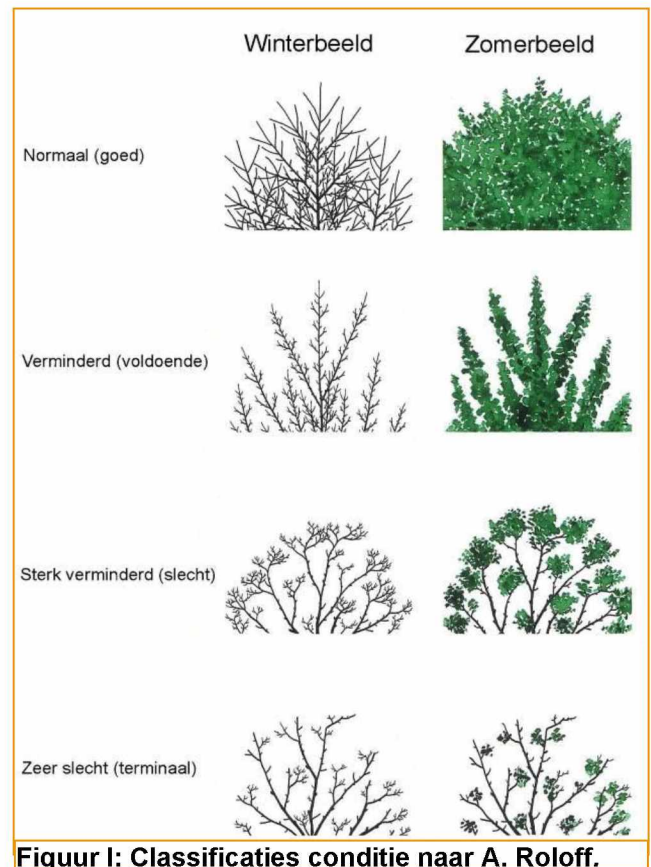 Winterbeeld Zomerbeeld
Normaal (goed)
Verminderd (voldoende)
Sterk verminderd (slecht)
Zeer slecht (terminaal)
Figuur I: Classificaties conditie naar A. Roloff.